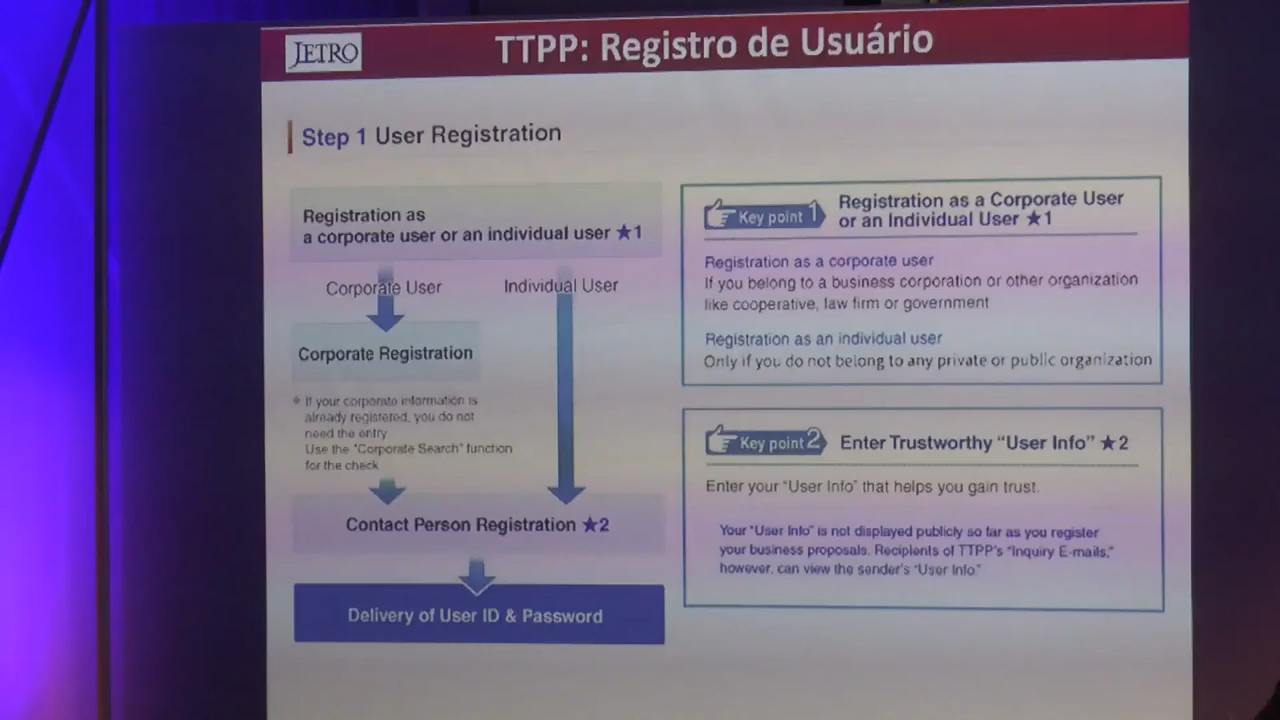 JETRO
TTPP: Registro de Usuário
Step 1 User Registration
Registration as
a corporate user or an individual user ★1
Corporate User
Individual User
Corporate Registration
※ If your corporate information is
already registered, you do not
need the entry
Use the "Corporate Search" function
for the check
Contact Person Registration ★2
Delivery of User ID & Password
Key point 1
Registration as a Corporate User
or an Individual User ★1
Registration as a corporate user
If you belong to a business corporation or other organization
like cooperative, law firm or government
Registration as an individual user
Only if you do not belong to any private or public organization
Key point 2
Enter Trustworthy “User Info” ★2
Enter your “User Info” that helps you gain trust.
Your “User Info” is not displayed publicly so far as you register
your business proposals. Recipients of TTPP's “Inquiry E-mails,”
however, can view the sender's “User Info.”